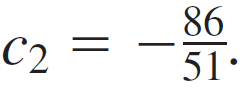 c₂ = −86/51.